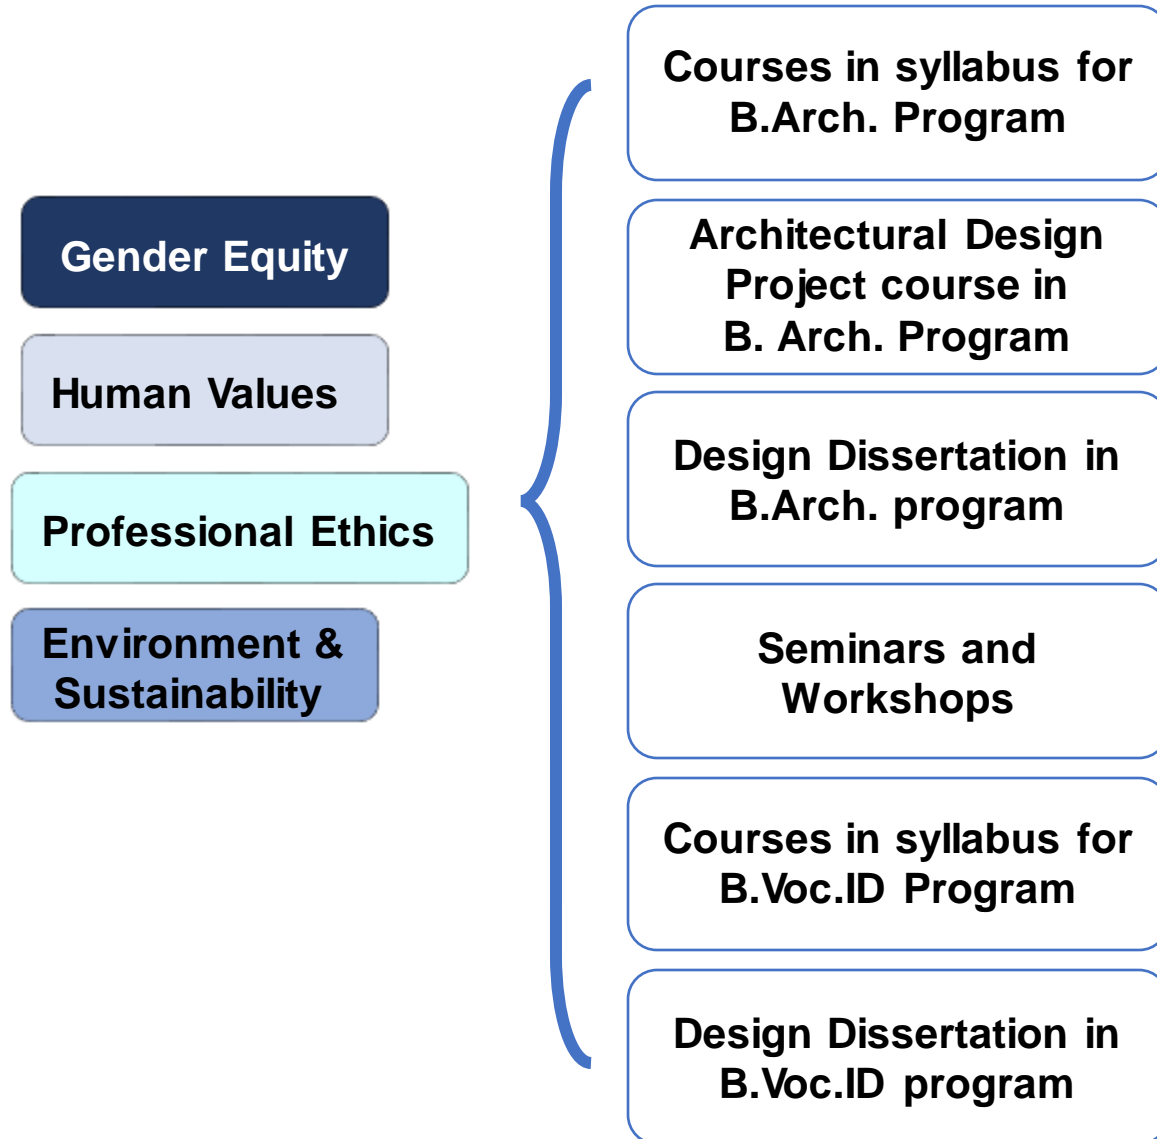 Gender Equity
Human Values
Professional Ethics
Environment &
Sustainability
Courses in syllabus for
B.Arch. Program
Architectural Design
Project course in
B. Arch. Program
Design Dissertation in
B.Arch. program
Seminars and
Workshops
Courses in syllabus for
B.Voc.ID Program
Design Dissertation in
B.Voc.ID program